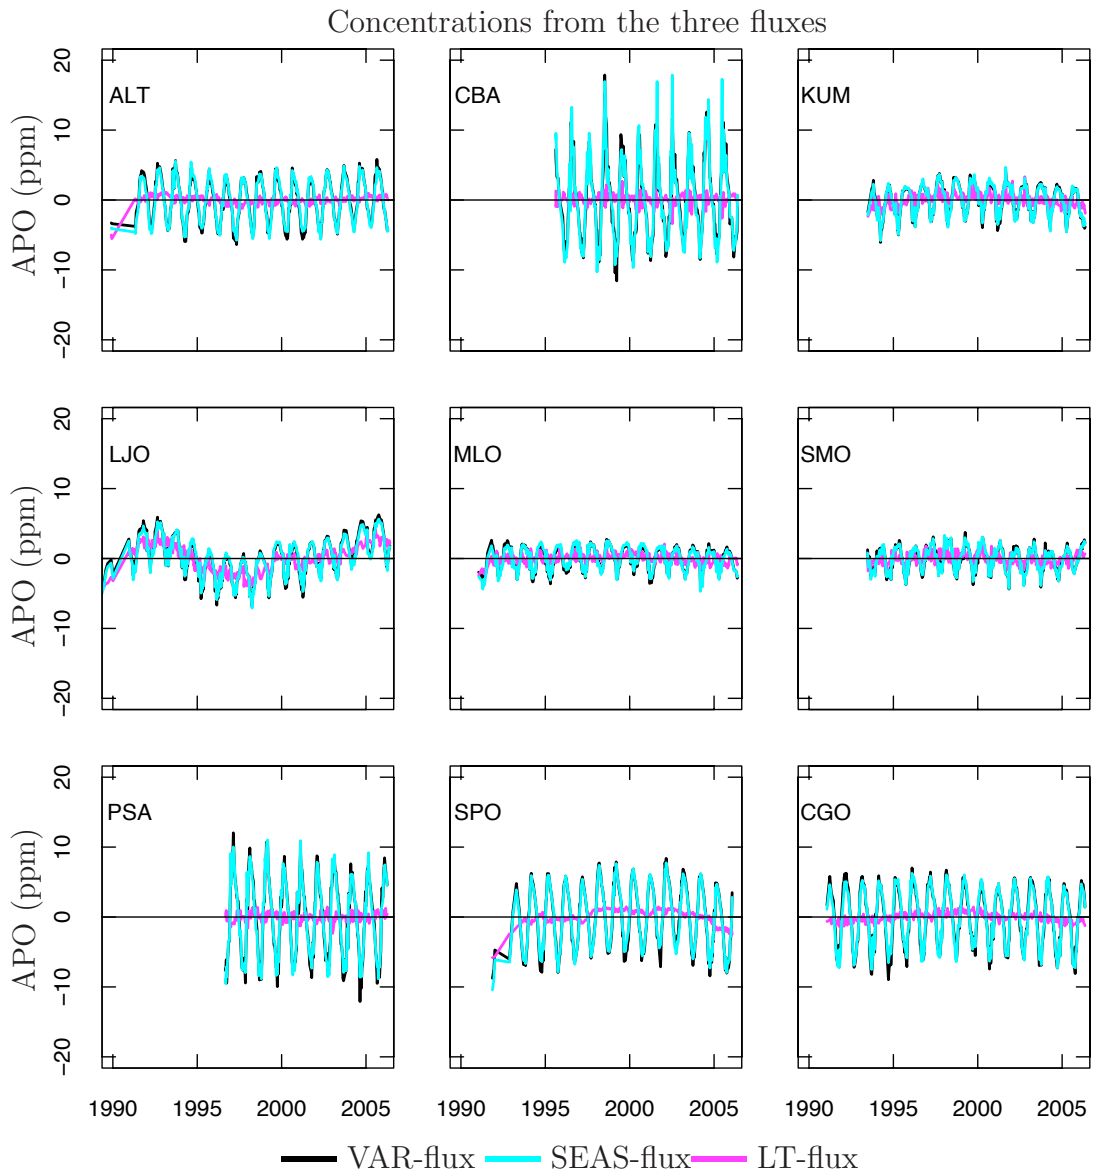 Concentrations from the three fluxes
ALT CBA KUM
APO (ppm)
20
10
0
−10
−20
LJO MLO SMO
APO (ppm)
20
10
0
−10
−20
PSA SPO CGO
APO (ppm)
20
10
0
−10
−20
1990 1995 2000 2005 1990 1995 2000 2005 1990 1995 2000 2005
VAR-flux SEAS-flux LT-flux